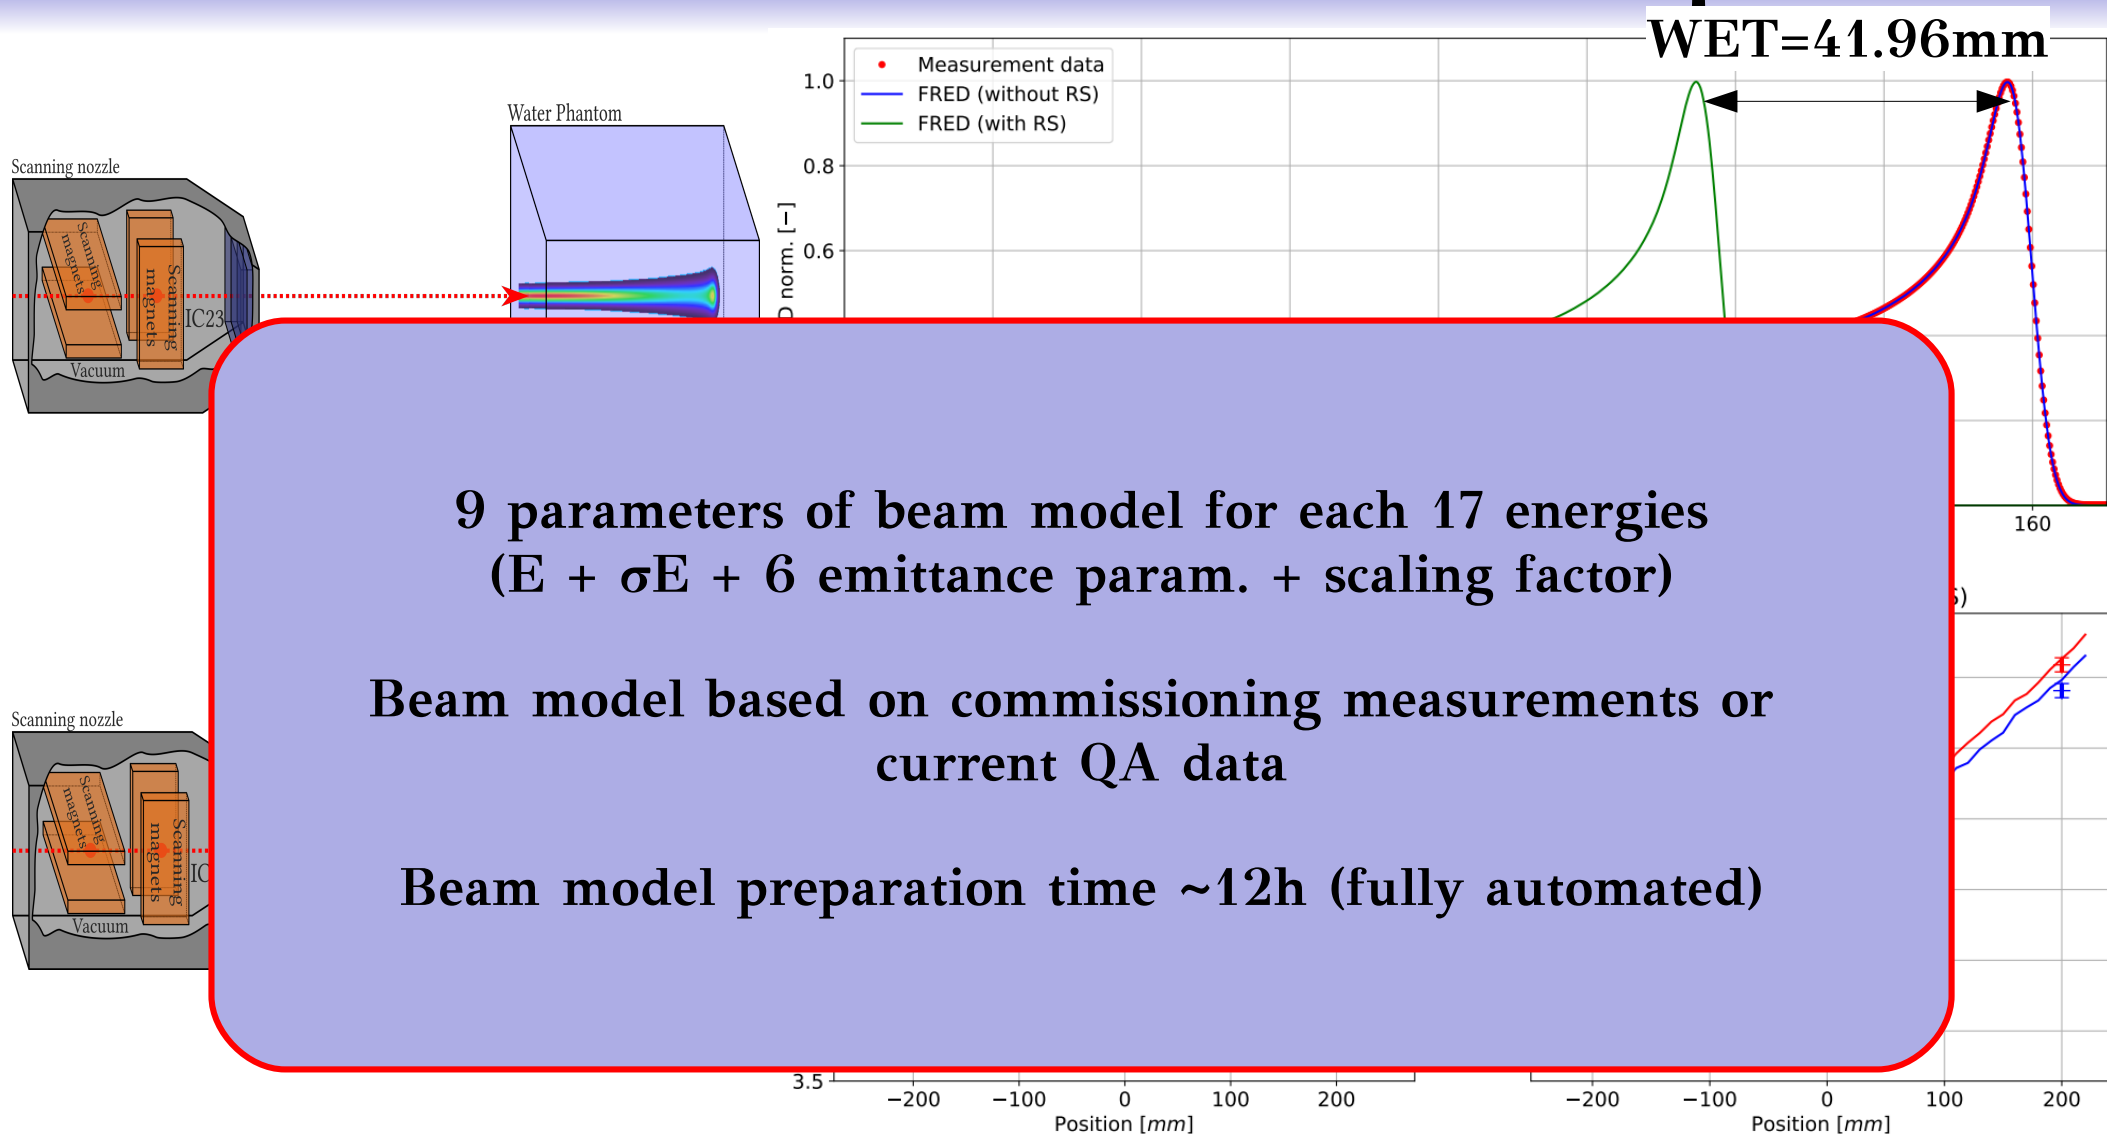 WET=41.96mm
Measurement data
FRED (without RS)
FRED (with RS)
1.0
0.8
0.6
D norm. [−]
160
Water Phantom
Scanning nozzle
Scanning
magnets
Scanning
magnets
IC23
Vacuum
9 parameters of beam model for each 17 energies
(E + σE + 6 emittance param. + scaling factor)
Beam model based on commissioning measurements or
current QA data
Beam model preparation time ~12h (fully automated)
Scanning nozzle
Scanning
magnets
Scanning
magnets
IC
Vacuum
3.5
−200 −100 0 100 200
Position [mm]
−200 −100 0 100 200
Position [mm]